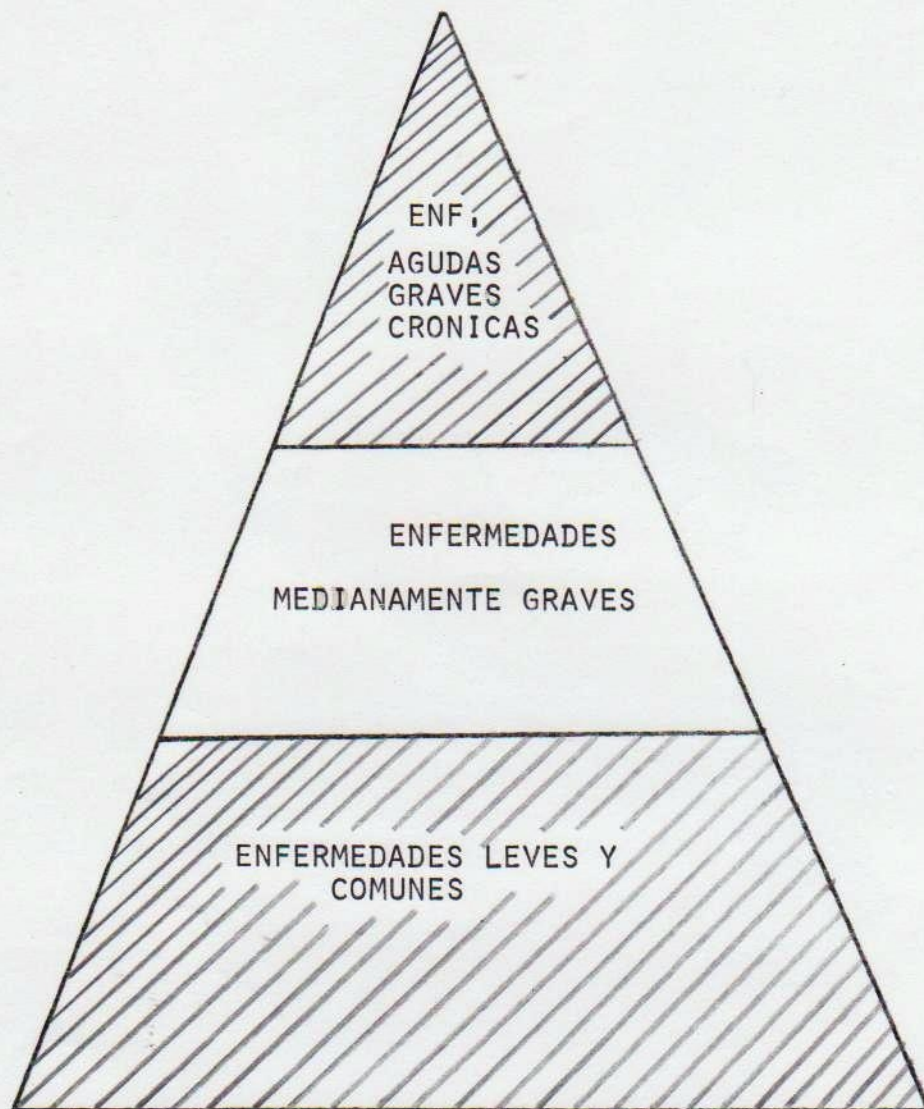 ENF.
AGUDAS
GRAVES
CRONICAS
ENFERMEDADES
MEDIANAMENTE GRAVES
ENFERMEDADES LEVES Y
COMUNES